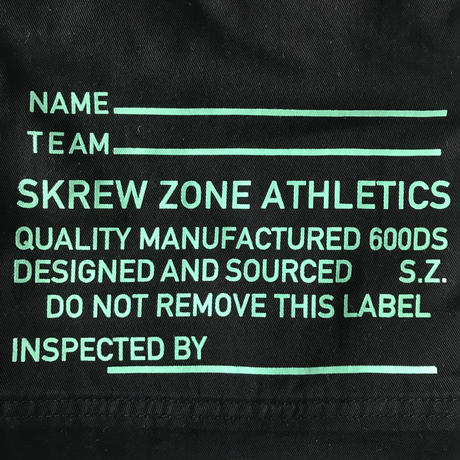 NAME
TEAM
SKREW ZONE ATHLETICS
QUALITY MANUFACTURED 600DS
DESIGNED AND SOURCED S.Z.
DO NOT REMOVE THIS LABEL
INSPECTED BY